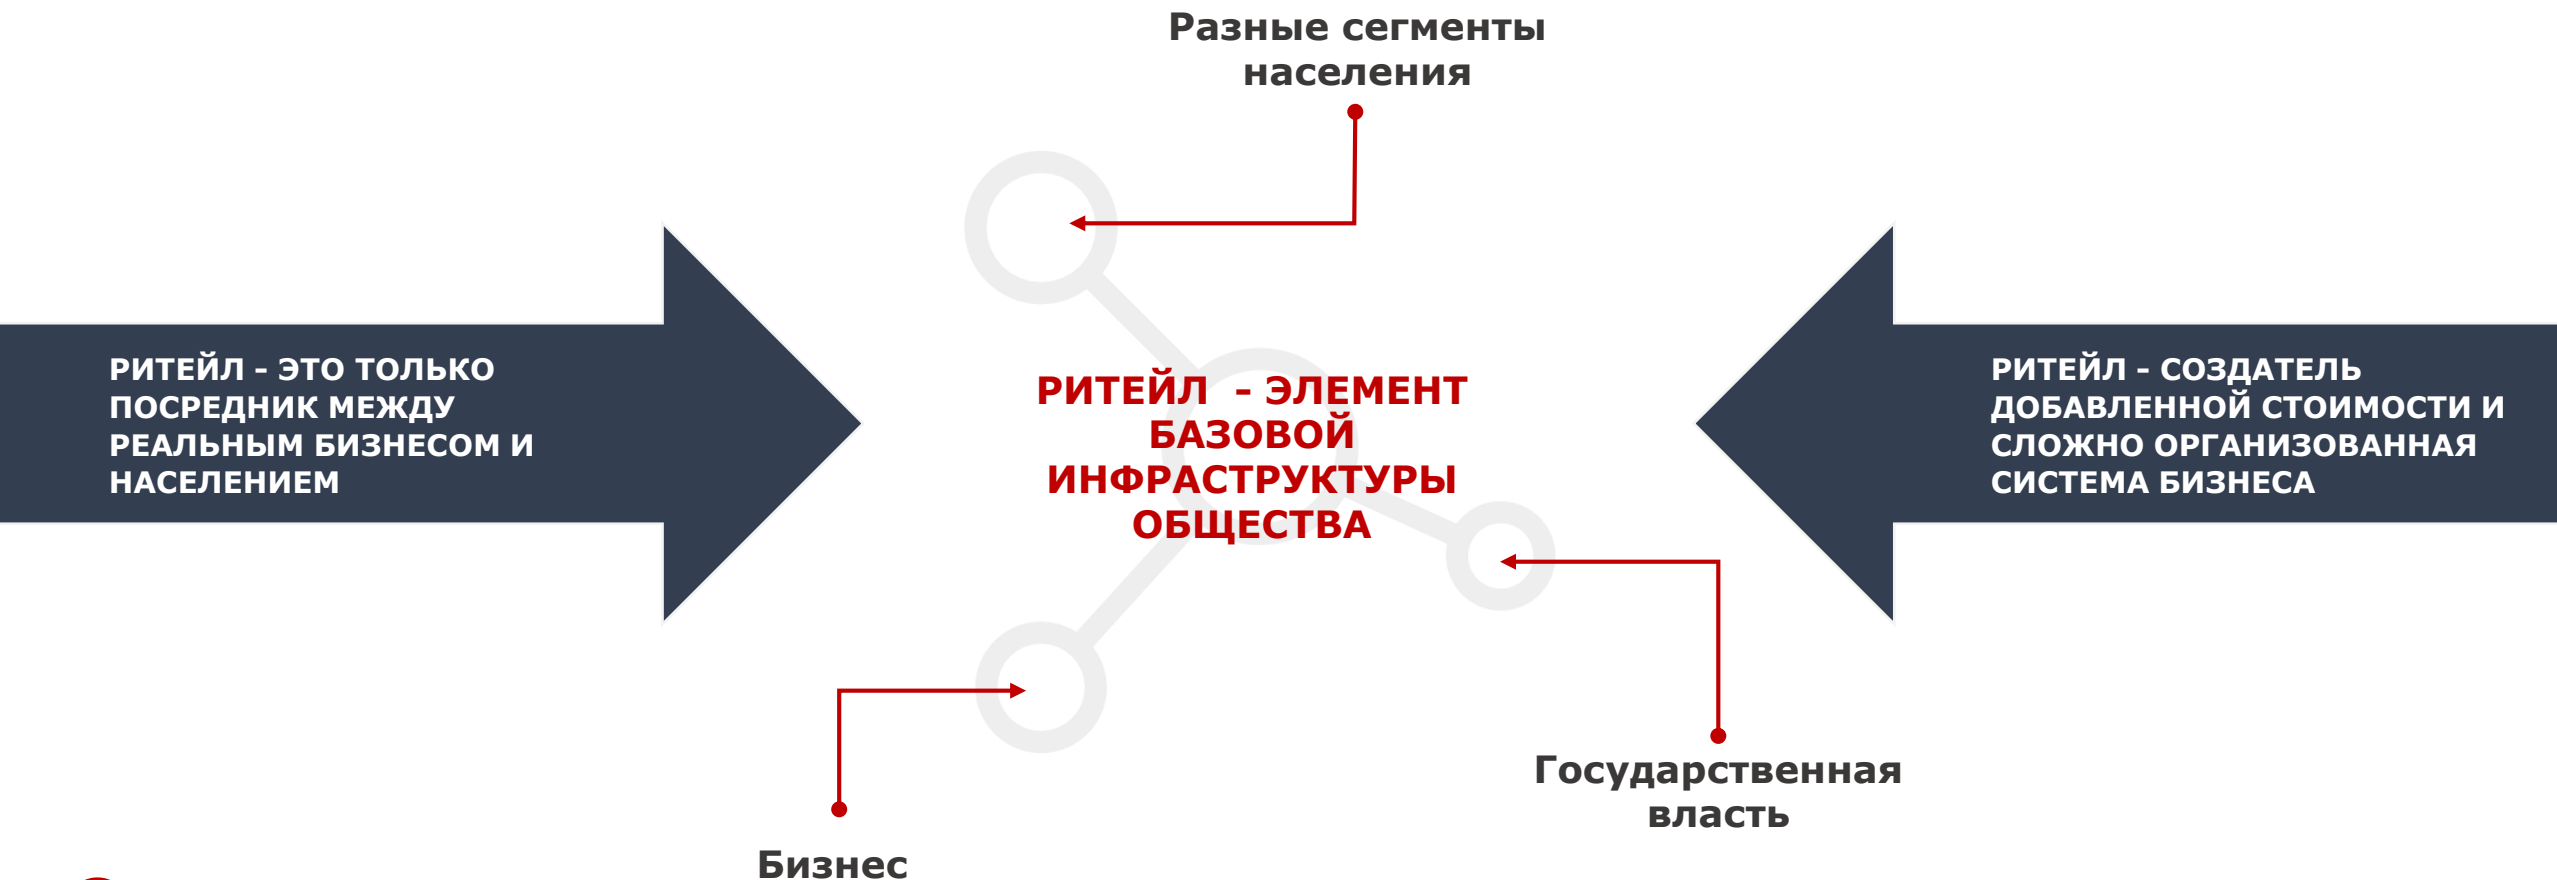 Разные сегменты
населения
РИТЕЙЛ – ЭТО ТОЛЬКО
ПОСРЕДНИК МЕЖДУ
РЕАЛЬНЫМ БИЗНЕСОМ И
НАСЕЛЕНИЕМ
РИТЕЙЛ – ЭЛЕМЕНТ
БАЗОВОЙ
ИНФРАСТРУКТУРЫ
ОБЩЕСТВА
РИТЕЙЛ – СОЗДАТЕЛЬ
ДОБАВЛЕННОЙ СТОИМОСТИ И
СЛОЖНО ОРГАНИЗОВАННАЯ
СИСТЕМА БИЗНЕСА
Государственная
власть
Бизнес